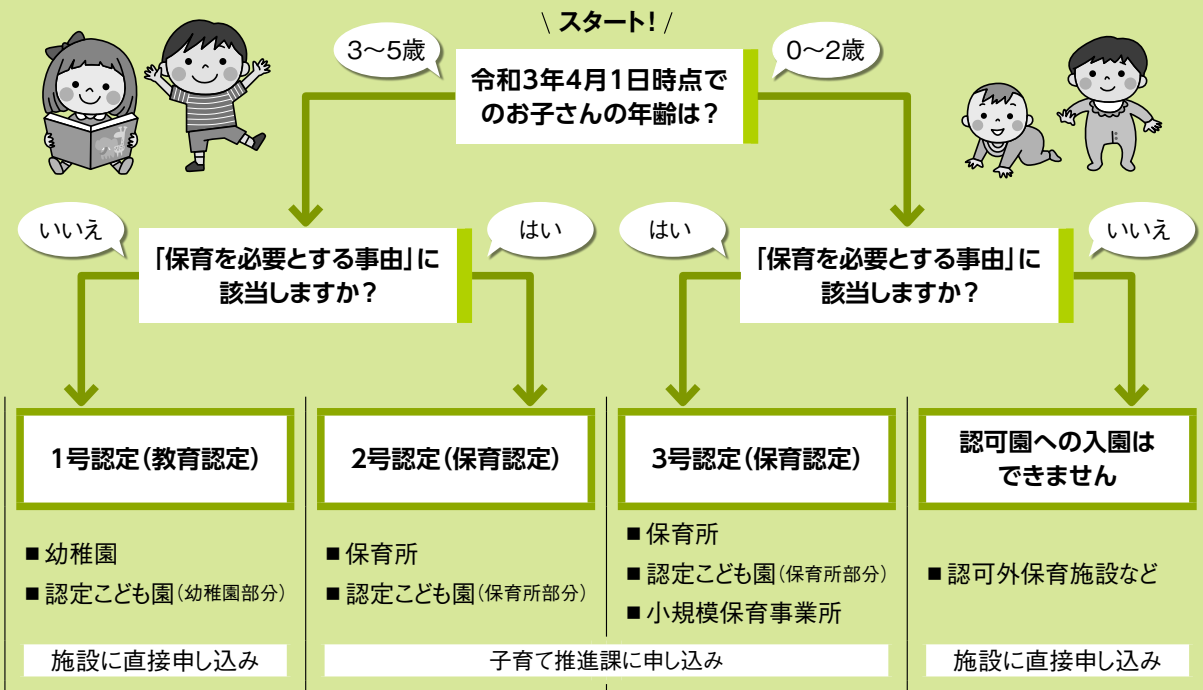 \ スタート! /
3〜5歳
0〜2歳
令和3年4月1日時点で
のお子さんの年齢は?
いいえ
はい
「保育を必要とする事由」に
該当しますか?
はい
いいえ
「保育を必要とする事由」に
該当しますか?
1号認定(教育認定)
■ 幼稚園
■ 認定こども園(幼稚園部分)
施設に直接申し込み
2号認定(保育認定)
■ 保育所
■ 認定こども園(保育所部分)
3号認定(保育認定)
■ 保育所
■ 認定こども園(保育所部分)
■ 小規模保育事業所
子育て推進課に申し込み
認可園への入園は
できません
■ 認可外保育施設など
施設に直接申し込み